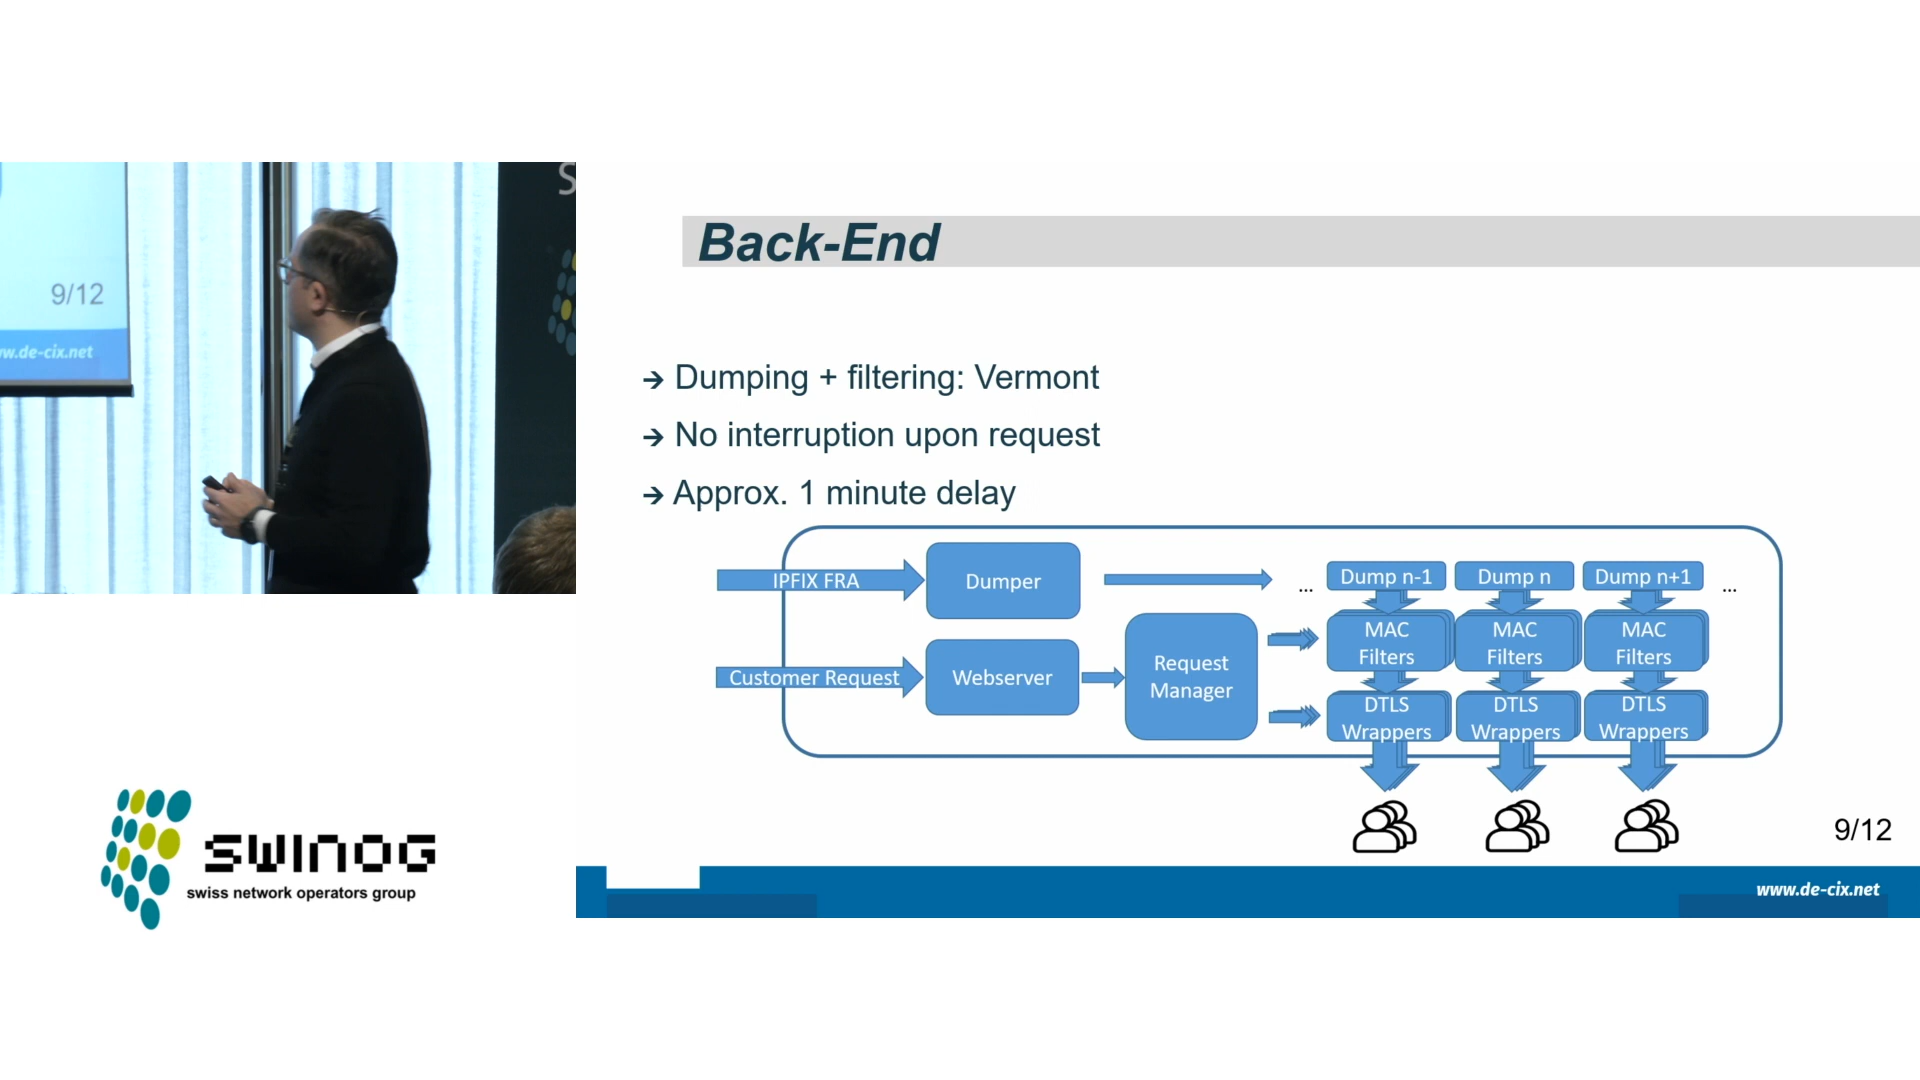 S
9/12
w.de-cix.net
Back-End
→ Dumping + filtering: Vermont
→ No interruption upon request
→ Approx. 1 minute delay
IPFIX FRA
Dumper
...
Dump n-1
Dump n
Dump n+1
...
MAC
Filters
MAC
Filters
MAC
Filters
Customer Request
Webserver
Request
Manager
DTLS
Wrappers
DTLS
Wrappers
DTLS
Wrappers
9/12
www.de-cix.net
SWINOG
swiss network operators group